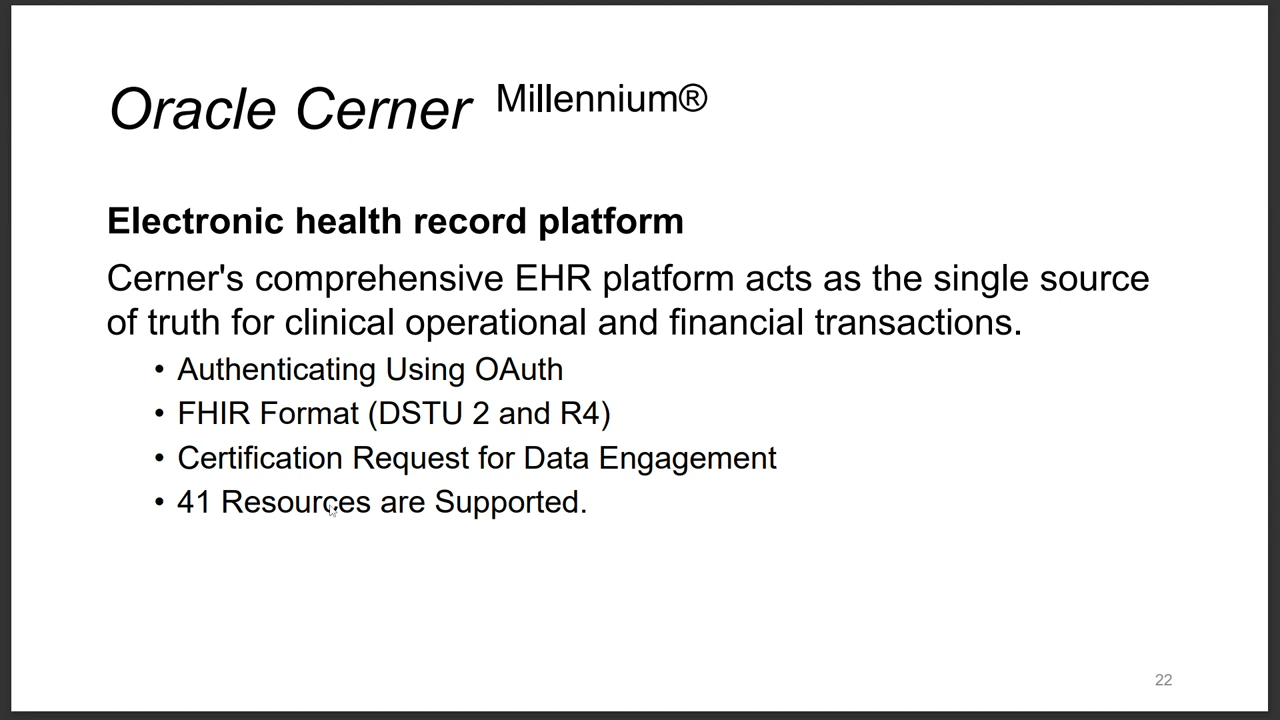 Oracle Cerner Millennium®
Electronic health record platform
Cerner's comprehensive EHR platform acts as the single source
of truth for clinical operational and financial transactions.
• Authenticating Using OAuth
• FHIR Format (DSTU 2 and R4)
• Certification Request for Data Engagement
• 41 Resources are Supported.
22